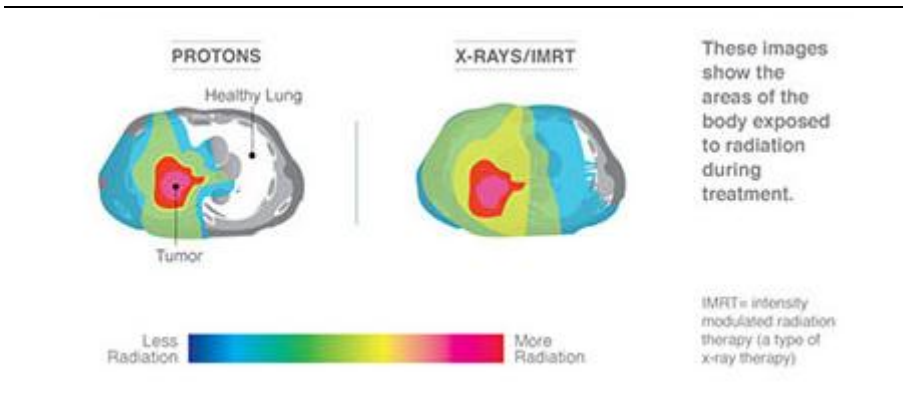 PROTONS
Healthy Lung
Tumor
X-RAYS/IMRT
These images
show the
areas of the
body exposed
to radiation
during
treatment.
IMRT= intensity
modulated radiation
therapy (a type of
x-ray therapy)
Less
Radiation
More
Radiation